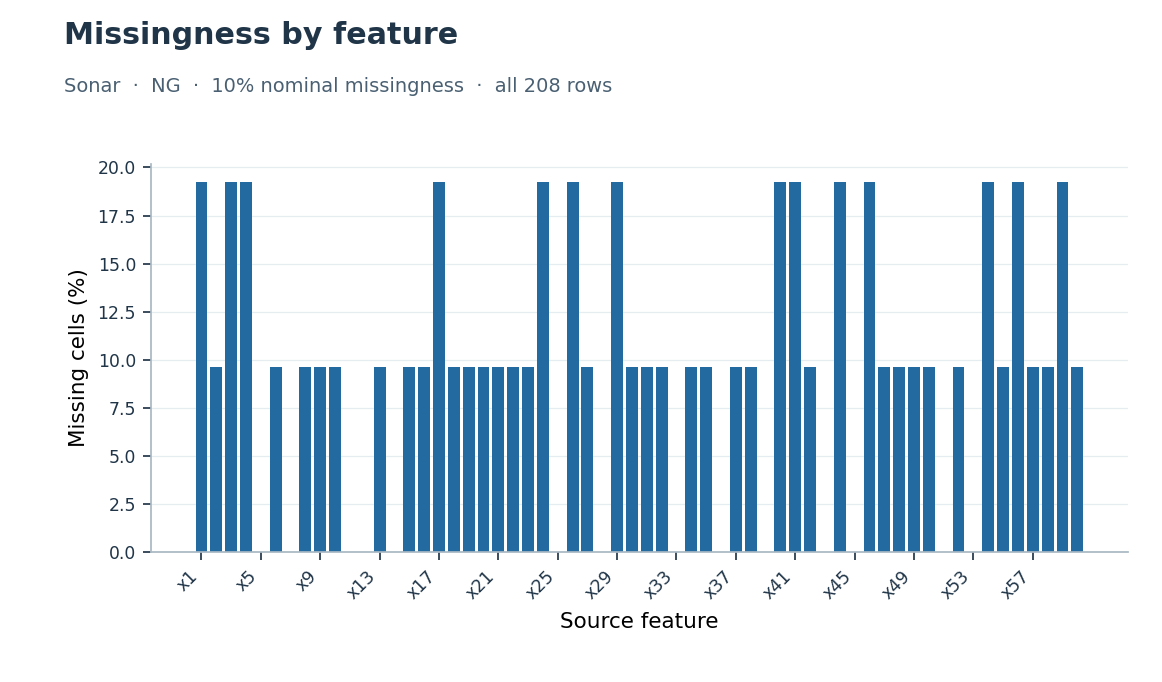 Missingness by feature
Sonar · NG · 10% nominal missingness · all 208 rows
20.0
17.5
15.0
12.5
10.0
7.5
5.0
2.5
0.0
Missing cells (%)
x1 x5 x9 x13 x17 x21 x25 x29 x33 x37 x41 x45 x49 x53 x57
Source feature